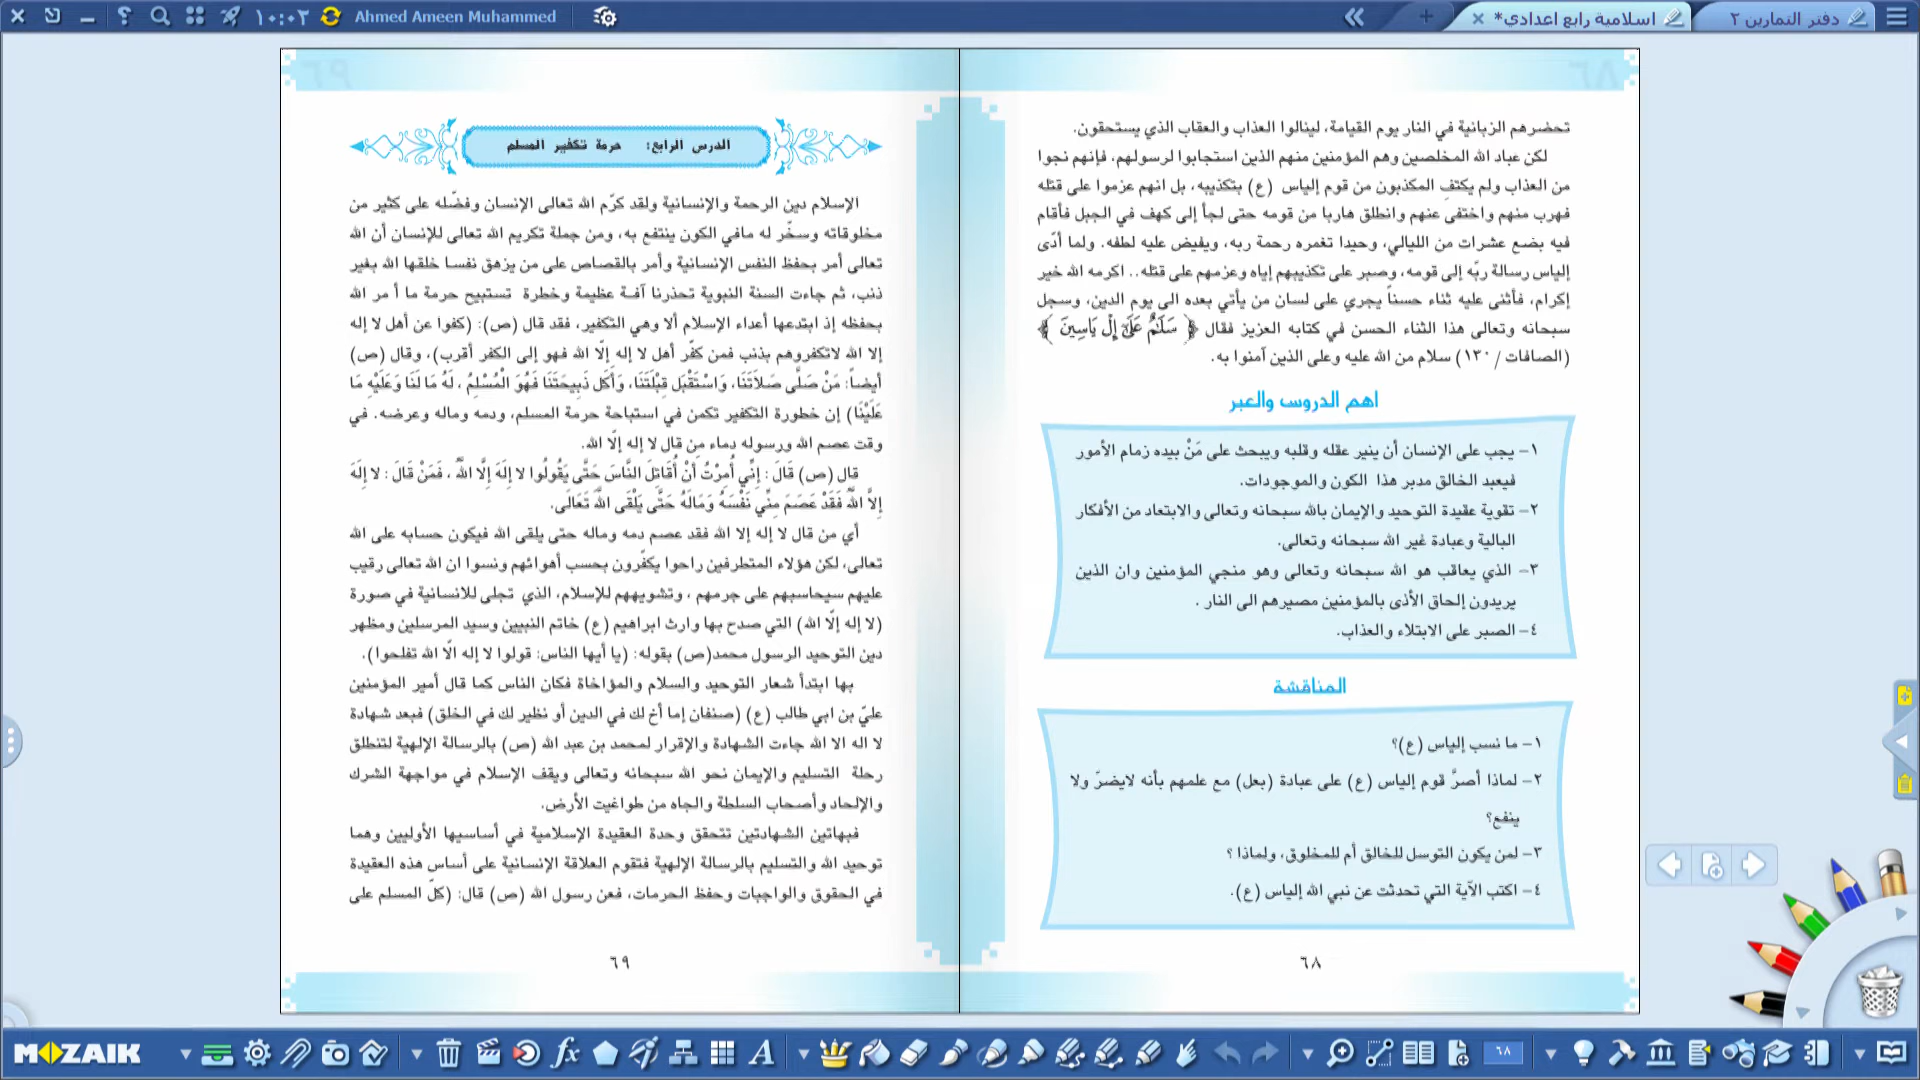 دفتر التمارين ٢
اسلامية رابع اعدادي*
Ahmed Ameen Muhammed
١٠:٠٣
٦٨
تحضرهم الزبانية في النار يوم القيامة، لينالوا العذاب والعقاب الذي يستحقون.
لكن عباد الله المخلصين وهم المؤمنين منهم الذين استجابوا لرسولهم، فإنهم نجوا
من العذاب ولم يكتفِ المكذبون من قوم إلياس (ع) بتكذيبه، بل انهم عزموا على قتله
فهرب منهم واختفى عنهم وانطلق هاربا من قومه حتى لجأ إلى كهف في الجبل فأقام
فيه بضع عشرات من الليالي، وحيدا تغمره رحمة ربه، ويفيض عليه لطفه. ولما أدّى
إلياس رسالة ربّه إلى قومه، وصبر على تكذيبهم إياه وعزمهم على قتله.. اكرمه الله خير
إكرام، فأثنى عليه ثناء حسناً يجري على لسان من يأتي بعده الى يوم الدين، وسجل
سبحانه وتعالى هذا الثناء الحسن في كتابه العزيز فقال ﴿ سَلَامٌ عَلَىٰ إِلْ يَاسِينَ ﴾
(الصافات / ١٣٠) سلام من الله عليه وعلى الذين آمنوا به.
اهم الدروس والعبر
١- يجب على الإنسان أن ينير عقله وقلبه ويبحث على مَنْ بيده زمام الأمور
فيعبد الخالق مدبر هذا الكون والموجودات.
٢- تقوية عقيدة التوحيد والإيمان بالله سبحانه وتعالى والابتعاد من الأفكار
البالية وعبادة غير الله سبحانه وتعالى.
٣- الذي يعاقب هو الله سبحانه وتعالى وهو منجي المؤمنين وان الذين
يريدون إلحاق الأذى بالمؤمنين مصيرهم الى النار .
٤- الصبر على الابتلاء والعذاب.
المناقشة
١- ما نسب إلياس (ع)؟
٢- لماذا أصرَّ قوم إلياس (ع) على عبادة (بعل) مع علمهم بأنه لايضرّ ولا
ينفع؟
٣- لمن يكون التوسل للخالق أم للمخلوق، ولماذا ؟
٤- اكتب الآية التي تحدثت عن نبي الله إلياس (ع).
٦٨
٦٩
الدرس الرابع: حرمة تكفير المسلم
الإسلام دين الرحمة والإنسانية ولقد كرّم الله تعالى الإنسان وفضّله على كثير من
مخلوقاته وسخّر له مافي الكون ينتفع به، ومن جملة تكريم الله تعالى للإنسان أن الله
تعالى أمر بحفظ النفس الإنسانية وأمر بالقصاص على من يزهق نفسا خلقها الله بغير
ذنب، ثم جاءت السنة النبوية تحذرنا آفة عظيمة وخطرة تستبيح حرمة ما أ مر الله
بحفظه إذ ابتدعها أعداء الإسلام ألا وهي التكفير، فقد قال (ص): (كفوا عن أهل لا إله
إلا الله لاتكفروهم بذنب فمن كفّر أهل لا إله إلّا الله فهو إلى الكفر أقرب)، وقال (ص)
أيضاً: مَنْ صَلَّى صَلاَتَنَا، وَاسْتَقْبَل قِبْلَتَنَا، وَأَكَل ذَبِيحَتَنَا فَهُوَ الْمُسْلِمُ ، لَهُ مَا لَنَا وَعَلَيْهِ مَا
عَلَيْنَا) إن خطورة التكفير تكمن في استباحة حرمة المسلم، ودمه وماله وعرضه. في
وقت عصم الله ورسوله دماء من قال لا إله إلّا الله.
قال (ص) قَالَ : إِنِّي أُمِرْتُ أَنْ أُقَاتِلَ النَّاسَ حَتَّى يَقُولُوا لا إِلَهَ إِلَّا اللَّهُ ، فَمَنْ قَالَ : لا إِلَهَ
إِلاَّ اللَّهُ فَقَدْ عَصَمَ مِنِّي نَفْسَهُ وَمَالَهُ حَتَّى يَلْقَى اللَّهَ تَعَالَى.
أي من قال لا إله إلا الله فقد عصم دمه وماله حتى يلقى الله فيكون حسابه على الله
تعالى، لكن هؤلاء المتطرفين راحوا يكفّرون بحسب أهوائهم ونسوا ان الله تعالى رقيب
عليهم سيحاسبهم على جرمهم ، وتشويههم للإسلام، الذي تجلى للانسانية في صورة
(لا إله إلّا الله) التي صدح بها وارث ابراهيم (ع) خاتم النبيين وسيد المرسلين ومظهر
دين التوحيد الرسول محمد(ص) بقوله: (يا أيها الناس: قولوا لا إله الّا الله تفلحوا).
بها ابتدأ شعار التوحيد والسلام والمؤاخاة فكان الناس كما قال أمير المؤمنين
عليّ بن ابي طالب (ع) (صنفان إما أخ لك في الدين أو نظير لك في الخلق) فبعد شهادة
لا اله الا الله جاءت الشهادة والإقرار لمحمد بن عبد الله (ص) بالرسالة الإلهية لتنطلق
رحلة التسليم والإيمان نحو الله سبحانه وتعالى ويقف الإسلام في مواجهة الشرك
والإلحاد وأصحاب السلطة والجاه من طواغيت الأرض.
فبهاتين الشهادتين تتحقق وحدة العقيدة الإسلامية في أساسيها الأوليين وهما
توحيد الله والتسليم بالرسالة الإلهية فتقوم العلاقة الإنسانية على أساس هذه العقيدة
في الحقوق والواجبات وحفظ الحرمات، فعن رسول الله (ص) قال: (كلّ المسلم على
٦٩
MOZAIK
٦٨